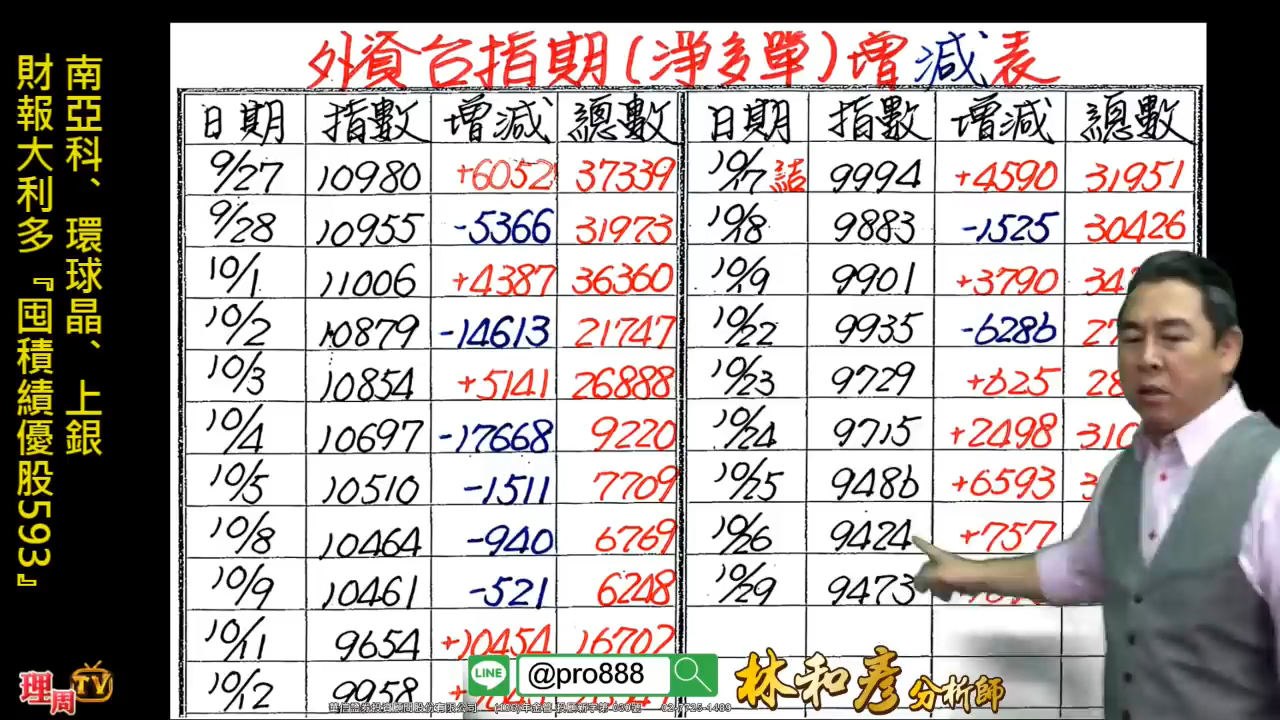 外資台指期(淨多單)增減表
南亞科、環球晶、上銀
財報大利多『囤積績優股593』
日期 指數 增減 總數 日期 指數 增減 總數
9/27 10980 +6052 37339 10/17結 9994 +4590 31951
9/28 10955 -5366 31973 10/18 9883 -1525 30426
10/1 11006 +4387 36360 10/19 9901 +3790
10/2 10879 -14613 21747 10/22 9935 -6286
10/3 10854 +5141 26888 10/23 9729 +625
10/4 10697 -17668 9220 10/24 9715 +2498
10/5 10510 -1511 7709 10/25 9486 +6593
10/8 10464 -940 6769 10/26 9424 +757
10/9 10461 -521 6248 10/29 9473
10/11 9654 +10454 16702
10/12 9958
LINE @pro888
林和彥分析師
理周TV